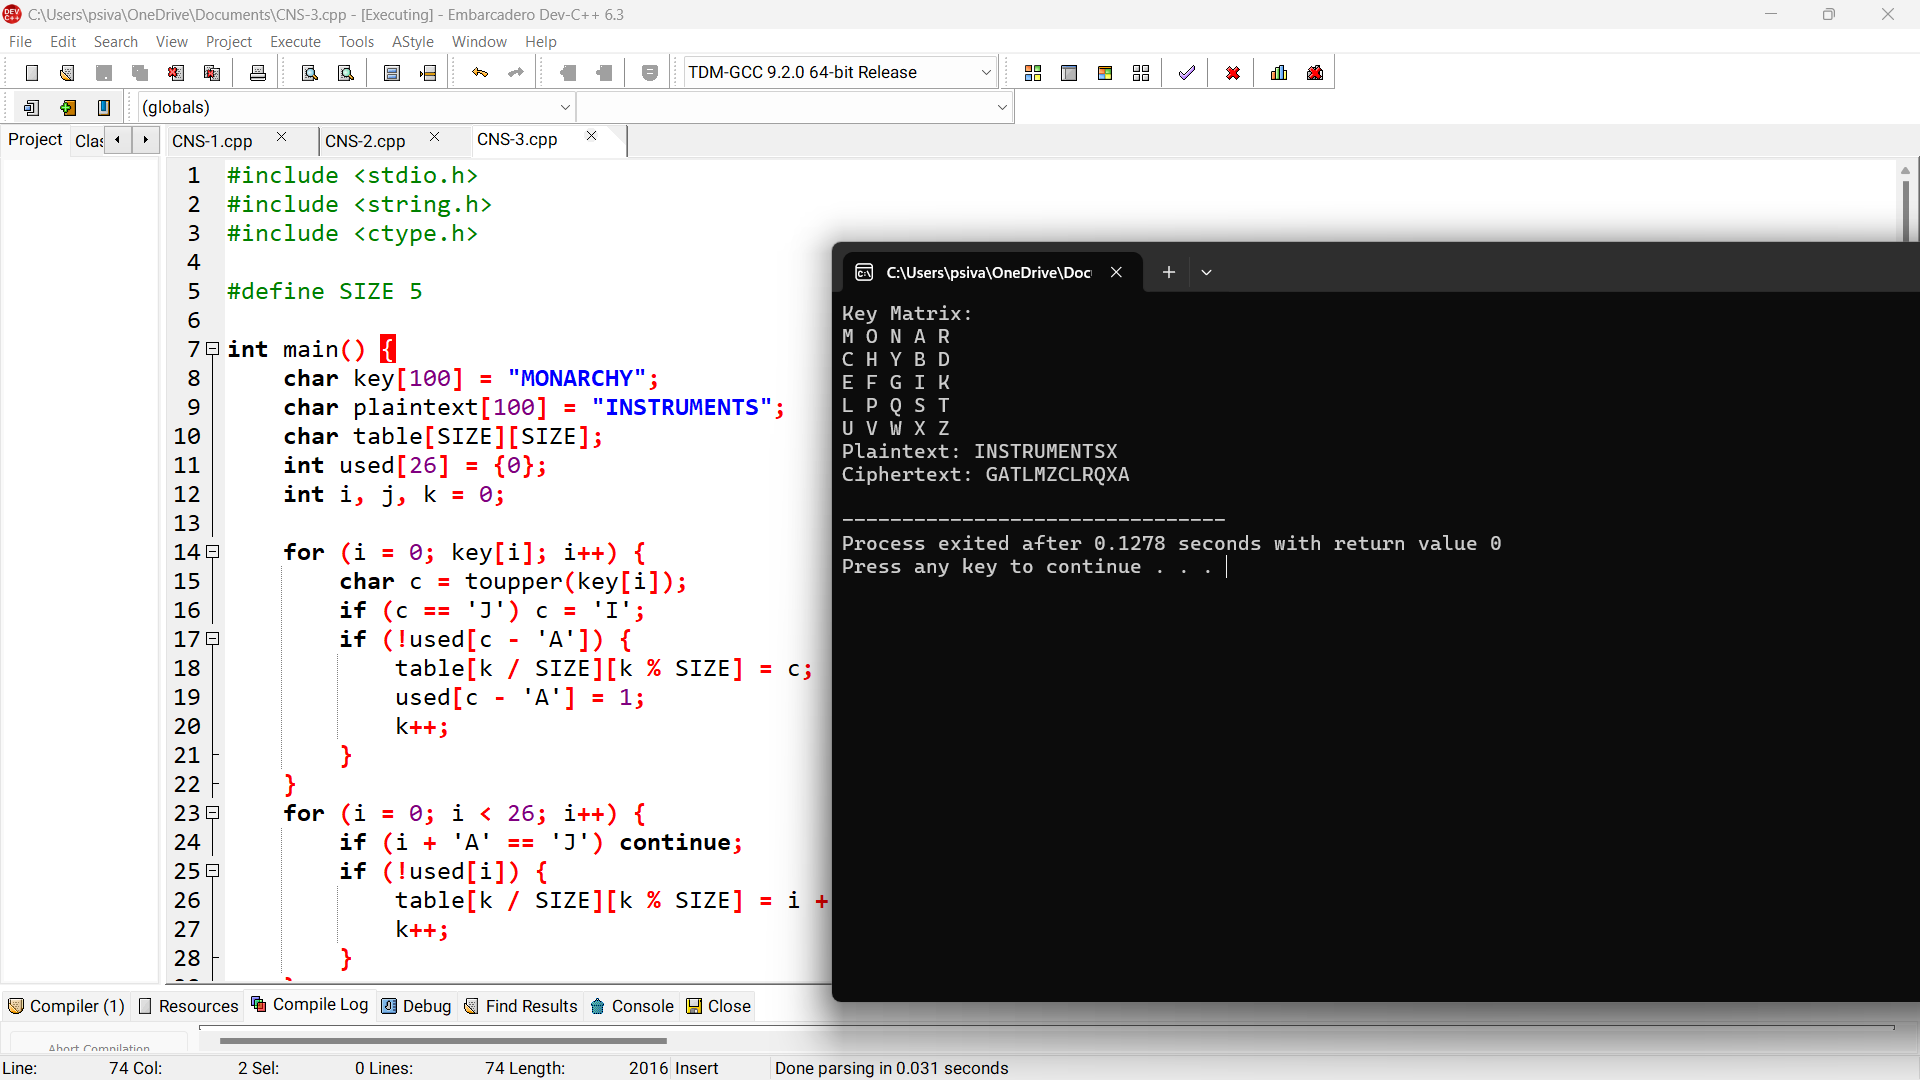 C:\Users\psiva\OneDrive\Documents\CNS-3.cpp - [Executing] - Embarcadero Dev-C++ 6.3
File Edit Search View Project Execute Tools AStyle Window Help
TDM-GCC 9.2.0 64-bit Release
(globals)
Project Clas
CNS-1.cpp CNS-2.cpp CNS-3.cpp
1 #include <stdio.h>
2 #include <string.h>
3 #include <ctype.h>
4
5 #define SIZE 5
6
7 int main() {
8 char key[100] = "MONARCHY";
9 char plaintext[100] = "INSTRUMENTS";
10 char table[SIZE][SIZE];
11 int used[26] = {0};
12 int i, j, k = 0;
13
14 for (i = 0; key[i]; i++) {
15 char c = toupper(key[i]);
16 if (c == 'J') c = 'I';
17 if (!used[c - 'A']) {
18 table[k / SIZE][k % SIZE] = c;
19 used[c - 'A'] = 1;
20 k++;
21 }
22 }
23 for (i = 0; i < 26; i++) {
24 if (i + 'A' == 'J') continue;
25 if (!used[i]) {
26 table[k / SIZE][k % SIZE] = i +
27 k++;
28 }
C:\Users\psiva\OneDrive\Doc
Key Matrix:
M O N A R
C H Y B D
E F G I K
L P Q S T
U V W X Z
Plaintext: INSTRUMENTSX
Ciphertext: GATLMZCLRQXA
--------------------------------
Process exited after 0.1278 seconds with return value 0
Press any key to continue . . .
Compiler (1) Resources Compile Log Debug Find Results Console Close
Abort Compilation
Line: 74 Col: 2 Sel: 0 Lines: 74 Length: 2016 Insert Done parsing in 0.031 seconds